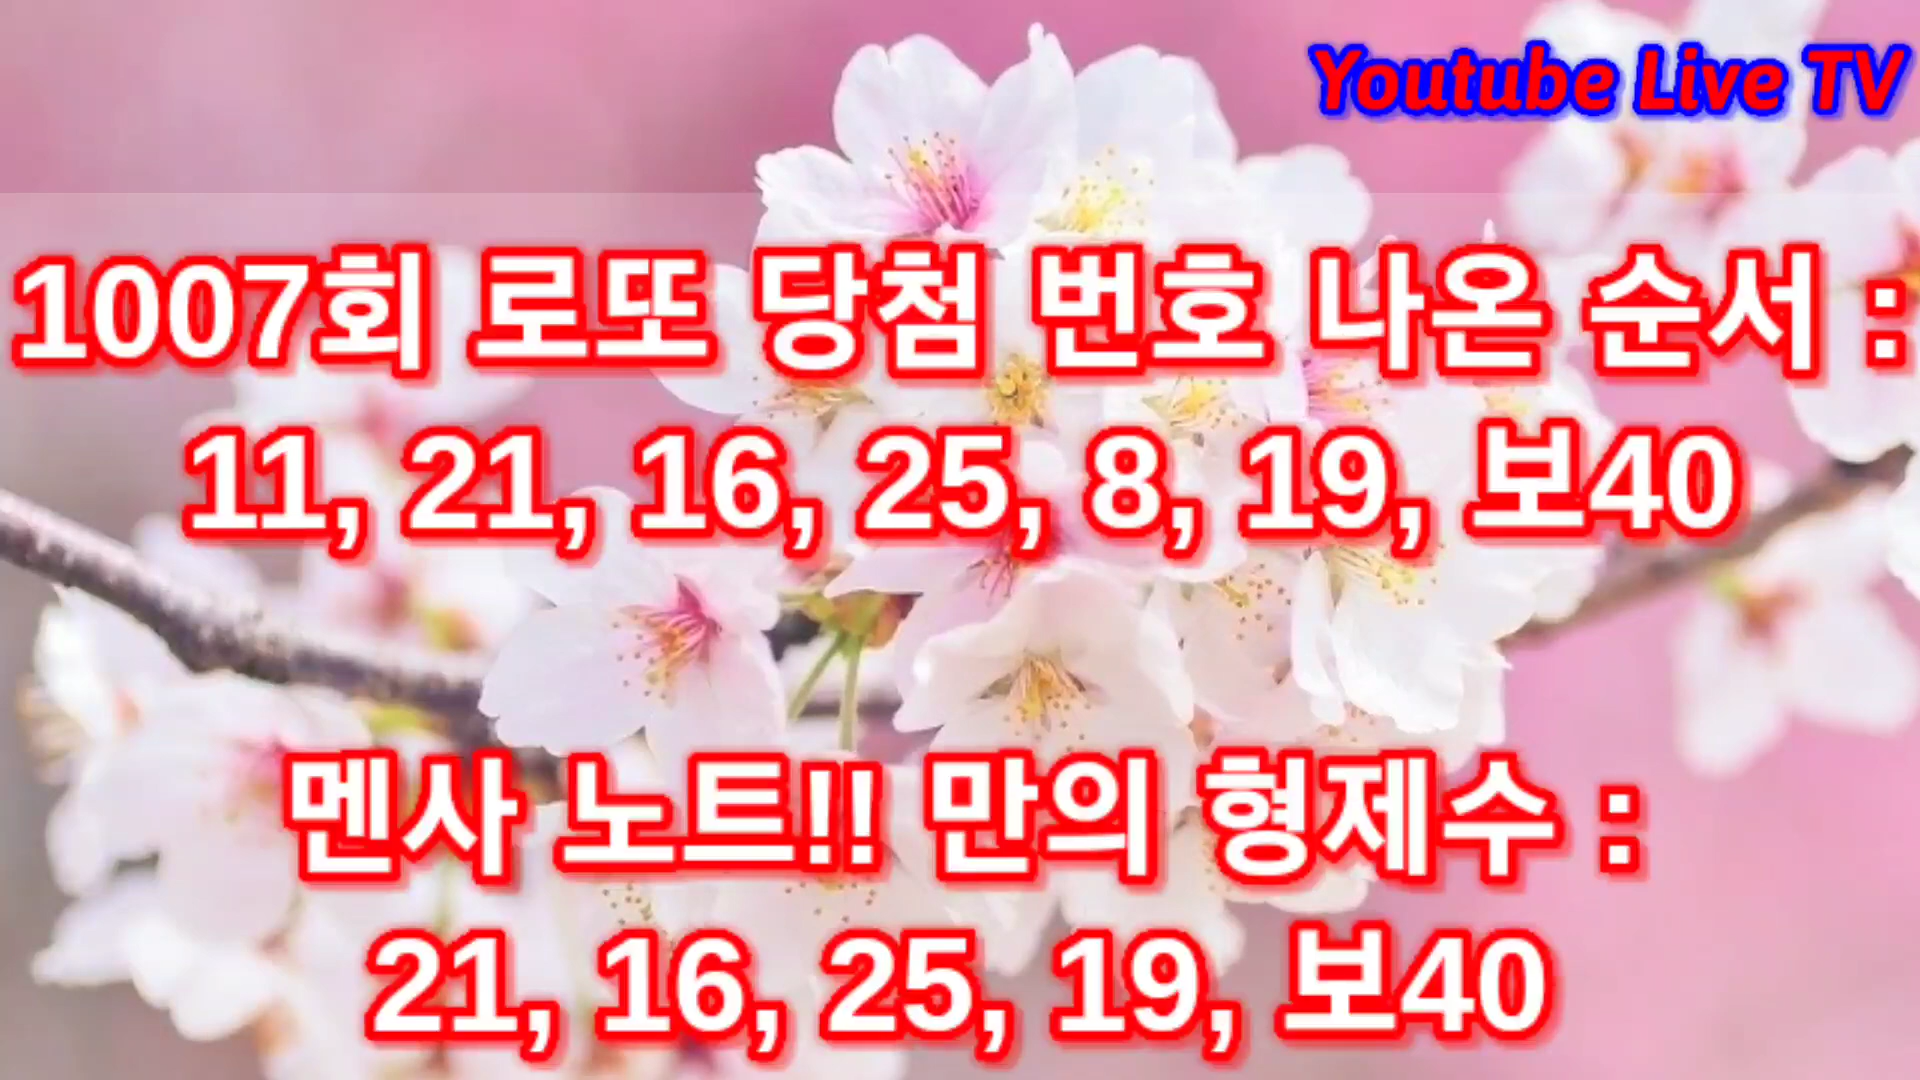 Youtube Live TV
1007회 로또 당첨 번호 나온 순서 :
11, 21, 16, 25, 8, 19, 보40
멘사 노트!! 만의 형제수 :
21, 16, 25, 19, 보40